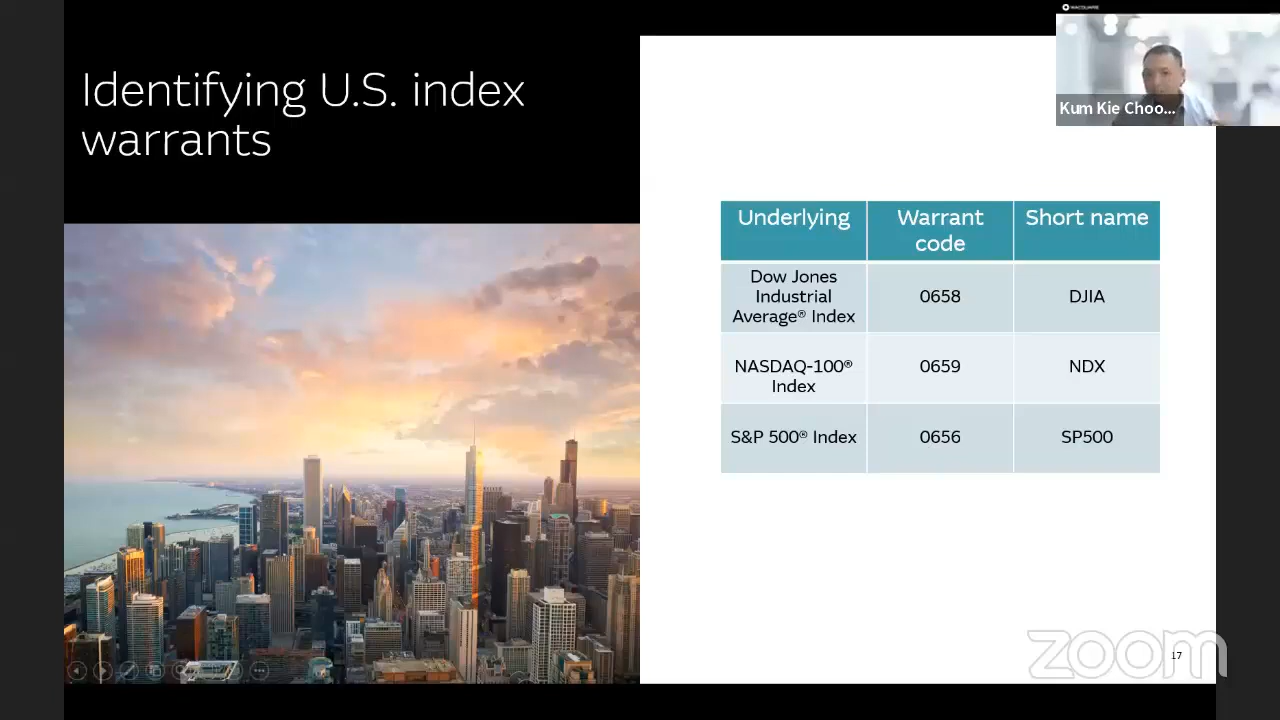 MACQUARIE
Identifying U.S. index
warrants
Kum Kie Choo...
Underlying
Warrant
code
Short name
Dow Jones
Industrial
Average® Index
0658
DJIA
NASDAQ-100®
Index
0659
NDX
S&P 500® Index
0656
SP500
zoom
17